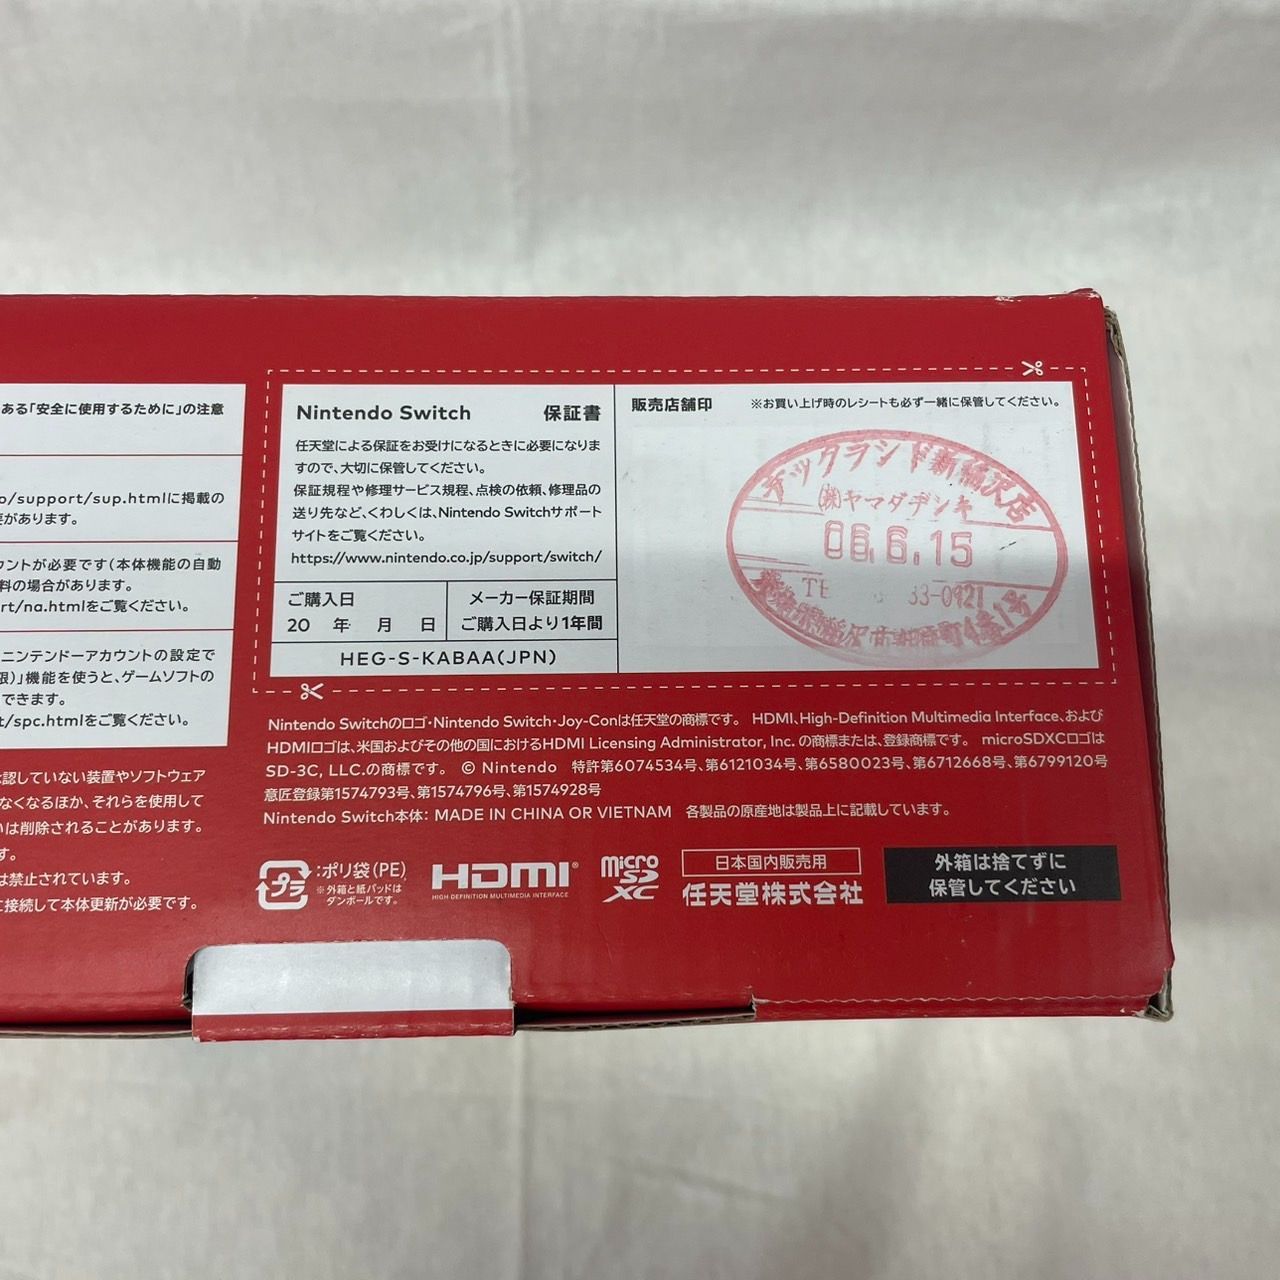 ある「安全に使用するために」の注意
o/support/sup.htmlに掲載の
要があります。
ウントが必要です(本体機能の自動
料の場合があります。
rt/na.htmlをご覧ください。
ニンテンドーアカウントの設定で
限)」機能を使うと、ゲームソフトの
できます。
t/spc.htmlをご覧ください。
認していない装置やソフトウェア
なくなるほか、それらを使用して
いは削除されることがあります。
す。
は禁止されています。
に接続して本体更新が必要です。
Nintendo Switch 保証書
任天堂による保証をお受けになるときに必要になりま
すので、大切に保管してください。
保証規程や修理サービス規程、点検の依頼、修理品の
送り先など、くわしくは、Nintendo Switchサポート
サイトをご覧ください。
https://www.nintendo.co.jp/support/switch/
ご購入日
20 年 月 日
メーカー保証期間
ご購入日より1年間
HEG-S-KABAA(JPN)
販売店舗印 ※お買い上げ時のレシートも必ず一緒に保管してください。
テックランド新稲沢店
(株)ヤマダデンキ
06.6.15
33-0921
Nintendo Switchのロゴ・Nintendo Switch・Joy-Conは任天堂の商標です。 HDMI、High-Definition Multimedia Interface、および
HDMIロゴは、米国およびその他の国におけるHDMI Licensing Administrator, Inc. の商標または、登録商標です。 microSDXCロゴは
SD-3C, LLC.の商標です。 © Nintendo 特許第6074534号、第6121034号、第6580023号、第6712668号、第6799120号
意匠登録第1574793号、第1574796号、第1574928号
Nintendo Switch本体: MADE IN CHINA OR VIETNAM 各製品の原産地は製品上に記載しています。
プラ
:ポリ袋(PE)
※外箱と紙パッドは
ダンボールです。
HDMI
HIGH DEFINITION MULTIMEDIA INTERFACE
micro
SD
XC
日本国内販売用
任天堂株式会社
外箱は捨てずに
保管してください